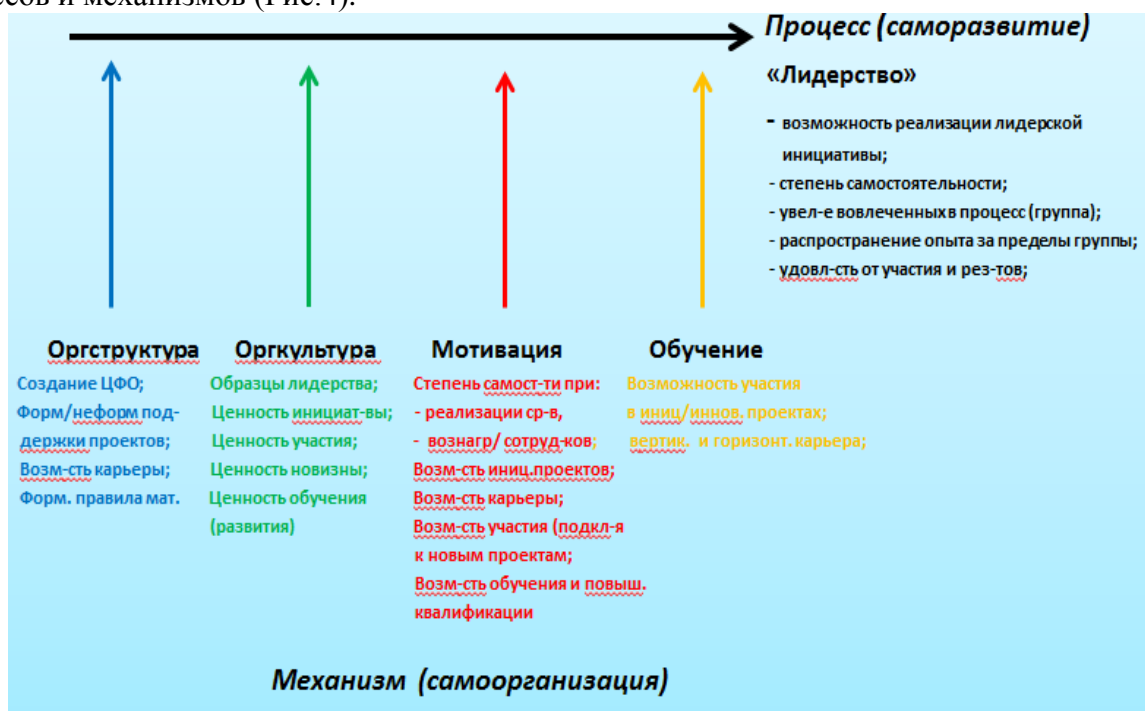 сов и механизмов (Рис.4).
Процесс (саморазвитие)
«Лидерство»
- возможность реализации лидерской
инициативы;
- степень самостоятельности;
- увел-е вовлеченных в процесс (группа);
- распространение опыта за пределы группы;
- удовл-сть от участия и рез-тов;
Оргструктура
Создание ЦФО;
Форм/неформ под-
держки проектов;
Возм-сть карьеры;
Форм. правила мат.
Оргкультура
Образцы лидерства;
Ценность инициат-вы;
Ценность участия;
Ценность новизны;
Ценность обучения
(развития)
Мотивация
Степень самост-ти при:
- реализации ср-в,
- вознагр/ сотруд-ков;
Возм-сть иниц.проектов;
Возм-сть карьеры;
Возм-сть участия (подкл-я
к новым проектам;
Возм-сть обучения и повыш.
квалификации
Обучение
Возможность участия
в иниц/иннов. проектах;
вертик. и горизонт. карьера;
Механизм (самоорганизация)